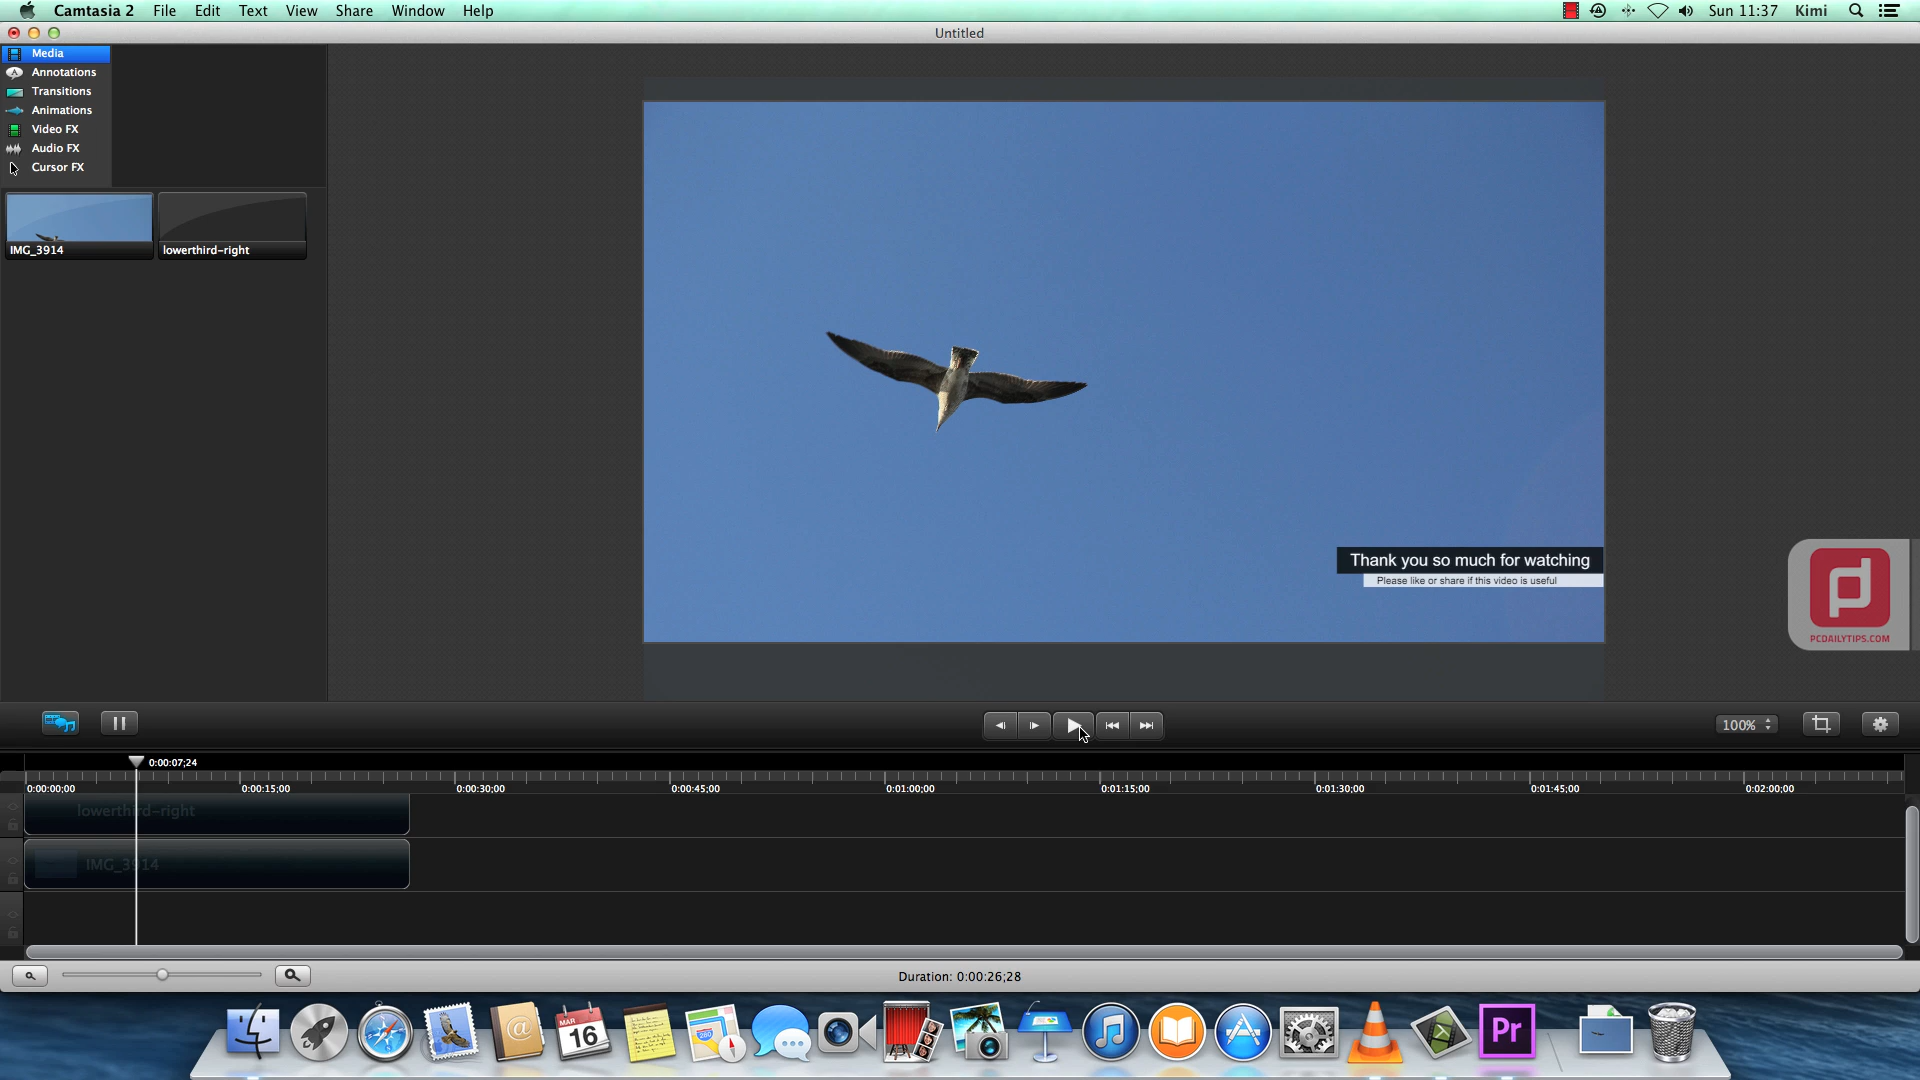 Camtasia 2 File Edit Text View Share Window Help Sun 11:37 Kimi
Untitled
Media
Annotations
Transitions
Animations
Video FX
Audio FX
Cursor FX
IMG_3914 lowerthird-right
Thank you so much for watching
Please like or share if this video is useful
PCDAILYTIPS.COM
100%
0:00:07;24
0:00:00;00 0:00:15;00 0:00:30;00 0:00:45;00 0:01:00;00 0:01:15;00 0:01:30;00 0:01:45;00 0:02:00;00
lowerthird-right
IMG_3914
Duration: 0:00:26;28
MAR
16
Pr